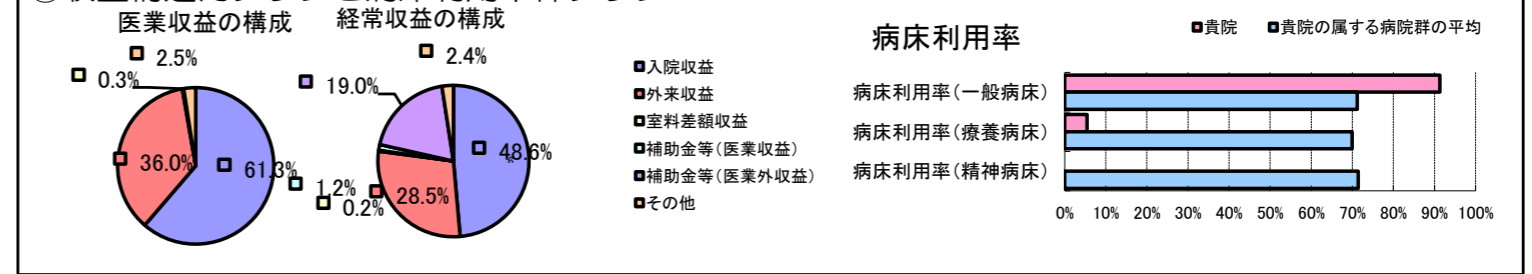 医業収益の構成
2.5%
0.3%
36.0%
61.3%
経常収益の構成
2.4%
19.0%
48.6%
1.2%
0.2%
28.5%
入院収益
外来収益
室料差額収益
補助金等(医業収益)
補助金等(医業外収益)
その他
病床利用率
貴院 貴院の属する病院群の平均
病床利用率(一般病床)
病床利用率(療養病床)
病床利用率(精神病床)
0% 10% 20% 30% 40% 50% 60% 70% 80% 90% 100%